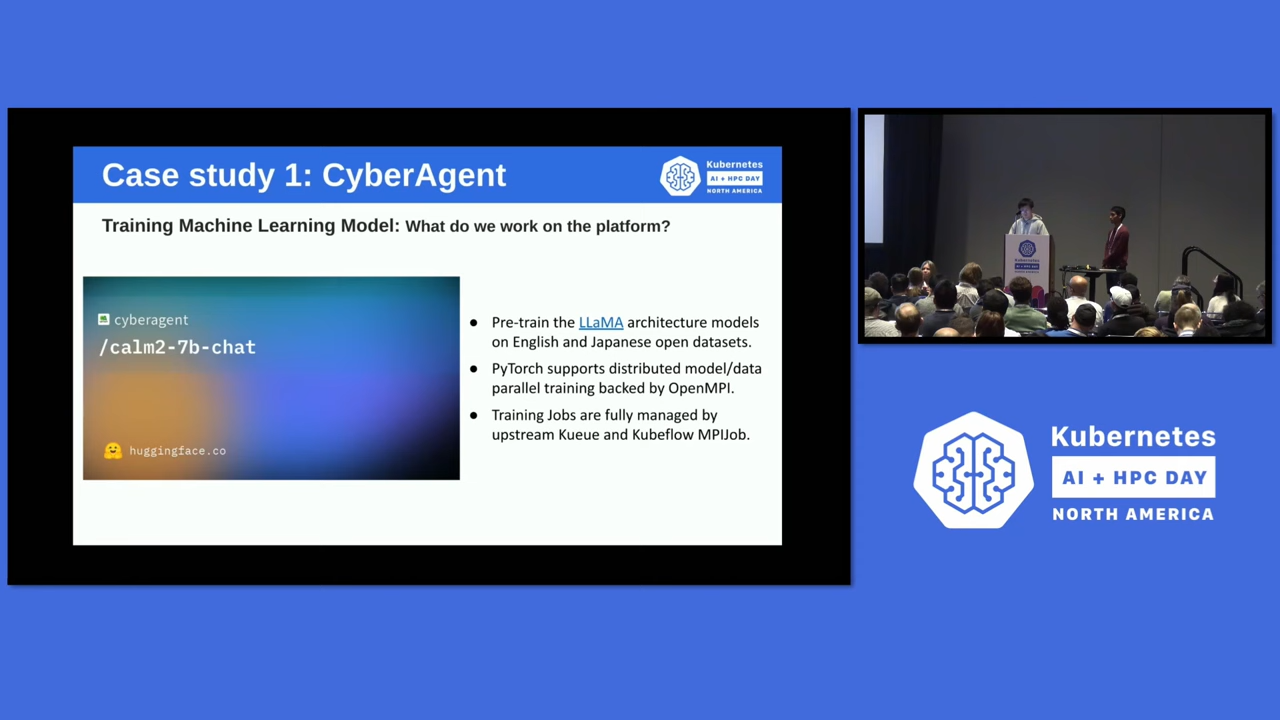 Case study 1: CyberAgent
Kubernetes
AI + HPC DAY
NORTH AMERICA
Training Machine Learning Model: What do we work on the platform?
cyberagent
/calm2-7b-chat
huggingface.co
● Pre-train the LLaMA architecture models
on English and Japanese open datasets.
● PyTorch supports distributed model/data
parallel training backed by OpenMPI.
● Training Jobs are fully managed by
upstream Kueue and Kubeflow MPIJob.
Kubernetes
AI + HPC DAY
NORTH AMERICA